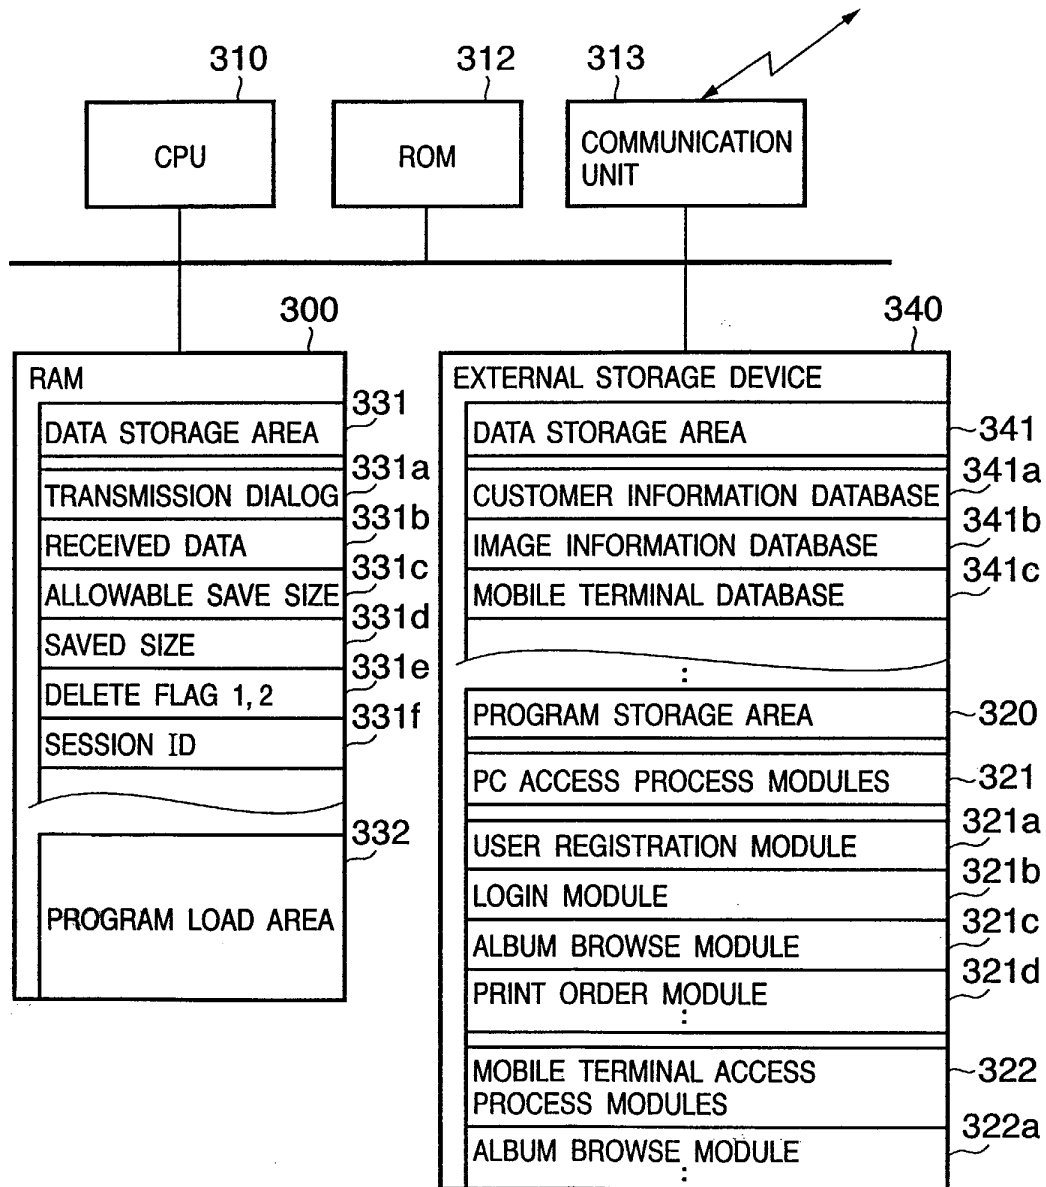 310
312
313
CPU
ROM
COMMUNICATION
UNIT
300
RAM
331
DATA STORAGE AREA
331a
TRANSMISSION DIALOG
331b
RECEIVED DATA
331c
ALLOWABLE SAVE SIZE
331d
SAVED SIZE
331e
DELETE FLAG 1, 2
331f
SESSION ID
332
PROGRAM LOAD AREA
340
EXTERNAL STORAGE DEVICE
DATA STORAGE AREA
341
341a
CUSTOMER INFORMATION DATABASE
341b
IMAGE INFORMATION DATABASE
341c
MOBILE TERMINAL DATABASE
:
PROGRAM STORAGE AREA
320
PC ACCESS PROCESS MODULES
321
321a
USER REGISTRATION MODULE
321b
LOGIN MODULE
321c
ALBUM BROWSE MODULE
321d
PRINT ORDER MODULE
:
MOBILE TERMINAL ACCESS
PROCESS MODULES
322
322a
ALBUM BROWSE MODULE
: